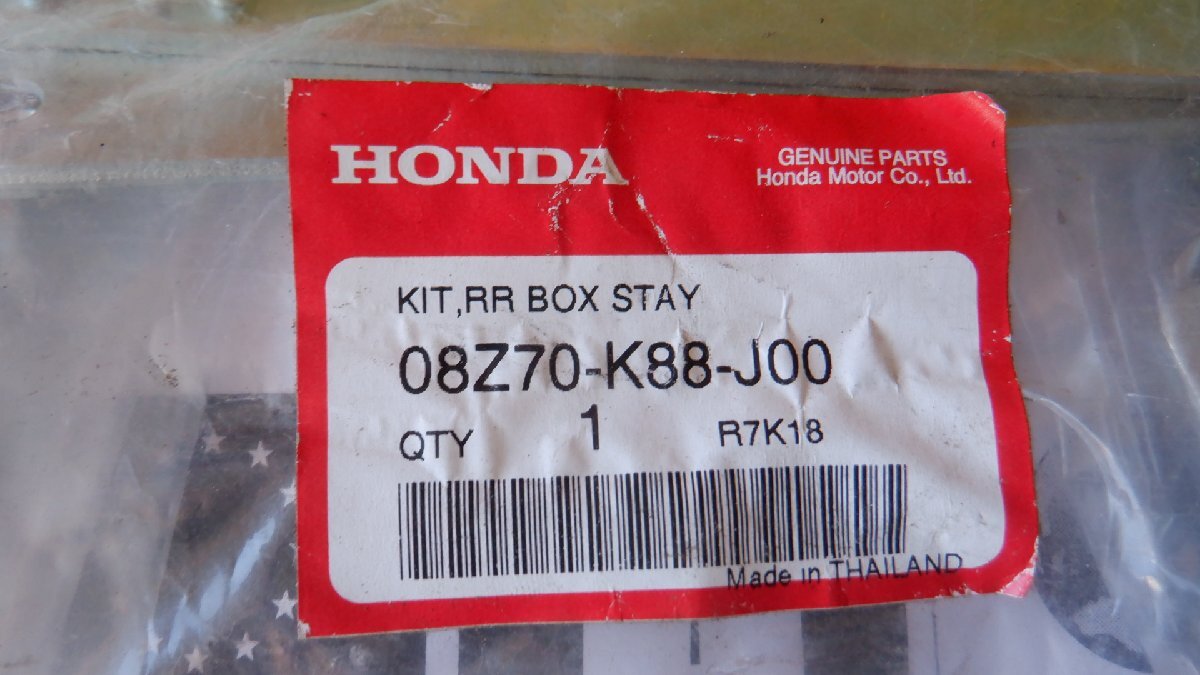 HONDA
GENUINE PARTS
Honda Motor Co., Ltd.
KIT,RR BOX STAY
08Z70-K88-J00
QTY 1 R7K18
Made in THAILAND